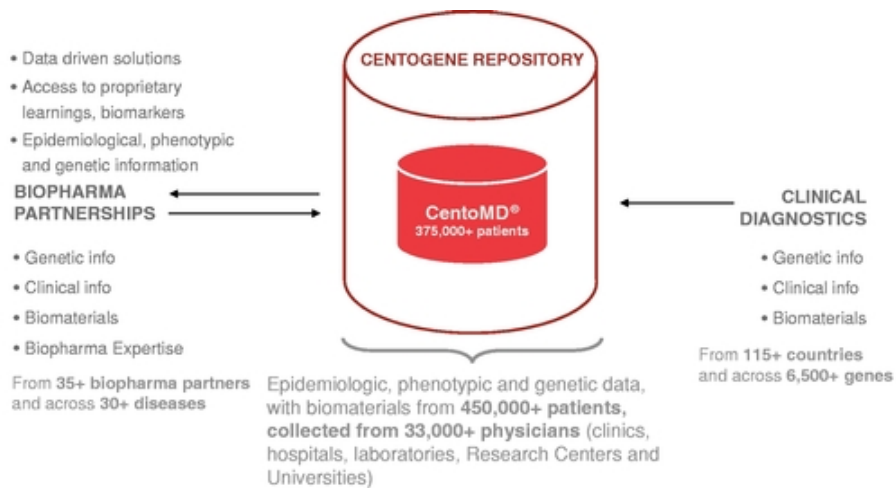 • Data driven solutions
• Access to proprietary
learnings, biomarkers
• Epidemiological, phenotypic
and genetic information
BIOPHARMA
PARTNERSHIPS
• Genetic info
• Clinical info
• Biomaterials
• Biopharma Expertise
From 35+ biopharma partners
and across 30+ diseases
CENTOGENE REPOSITORY
CentoMD®
375,000+ patients
Epidemiologic, phenotypic and genetic data,
with biomaterials from 450,000+ patients,
collected from 33,000+ physicians (clinics,
hospitals, laboratories, Research Centers and
Universities)
CLINICAL
DIAGNOSTICS
• Genetic info
• Clinical info
• Biomaterials
From 115+ countries
and across 6,500+ genes